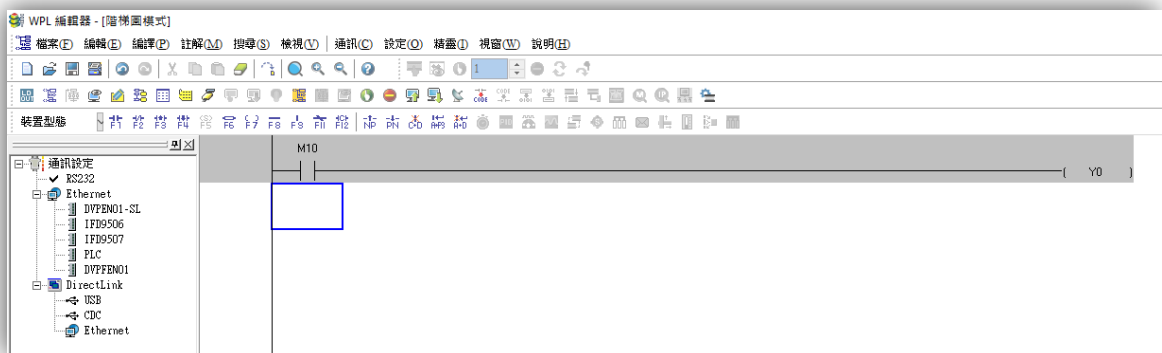 WPL 編輯器 - [階梯圖模式]
檔案(F) 編輯(E) 編譯(P) 註解(M) 搜尋(S) 檢視(V) 通訊(C) 設定(O) 精靈(I) 視窗(W) 說明(H)
1
裝置型態 F1 F2 F3 F4 F5 F6 F7 F8 F9 F11 F12 NP PN
M10
Y0
通訊設定
RS232
Ethernet
DVPEN01-SL
IFD9506
IFD9507
PLC
DVPFEN01
DirectLink
USB
CDC
Ethernet